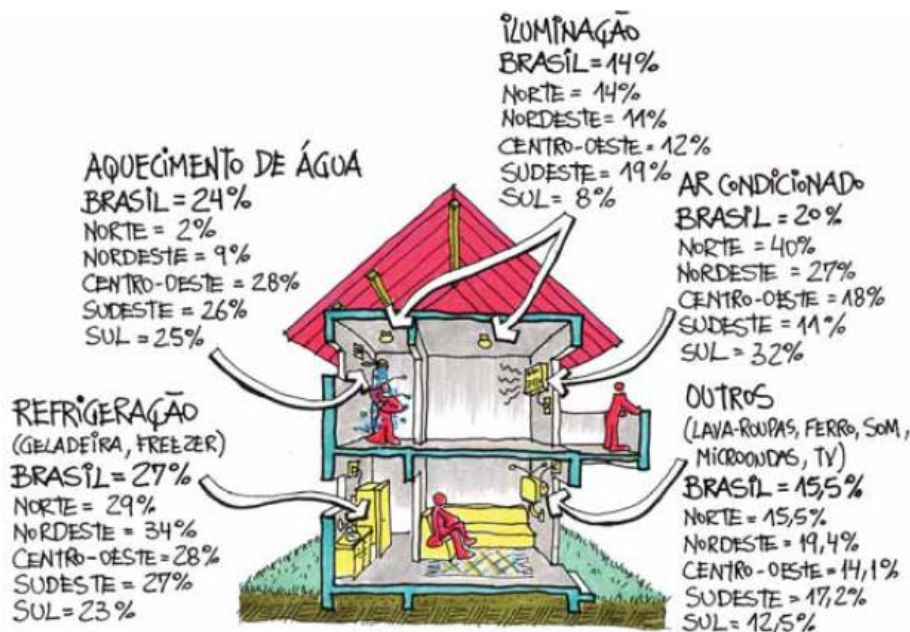 ILUMINAÇÃO
BRASIL = 14%
NORTE = 14%
NORDESTE = 11%
CENTRO-OESTE = 12%
SUDESTE = 19%
SUL = 8%
AQUECIMENTO DE ÁGUA
BRASIL = 24%
NORTE = 2%
NORDESTE = 9%
CENTRO-OESTE = 28%
SUDESTE = 26%
SUL = 25%
AR CONDICIONADO
BRASIL = 20%
NORTE = 40%
NORDESTE = 27%
CENTRO-OESTE = 18%
SUDESTE = 11%
SUL = 32%
REFRIGERAÇÃO
(GELADEIRA, FREEZER)
BRASIL = 27%
NORTE = 29%
NORDESTE = 34%
CENTRO-OESTE = 28%
SUDESTE = 27%
SUL = 23%
OUTROS
(LAVA-ROUPAS, FERRO, SOM,
MICROONDAS, TV)
BRASIL = 15,5%
NORTE = 15,5%
NORDESTE = 19,4%
CENTRO-OESTE = 14,1%
SUDESTE = 17,2%
SUL = 12,5%